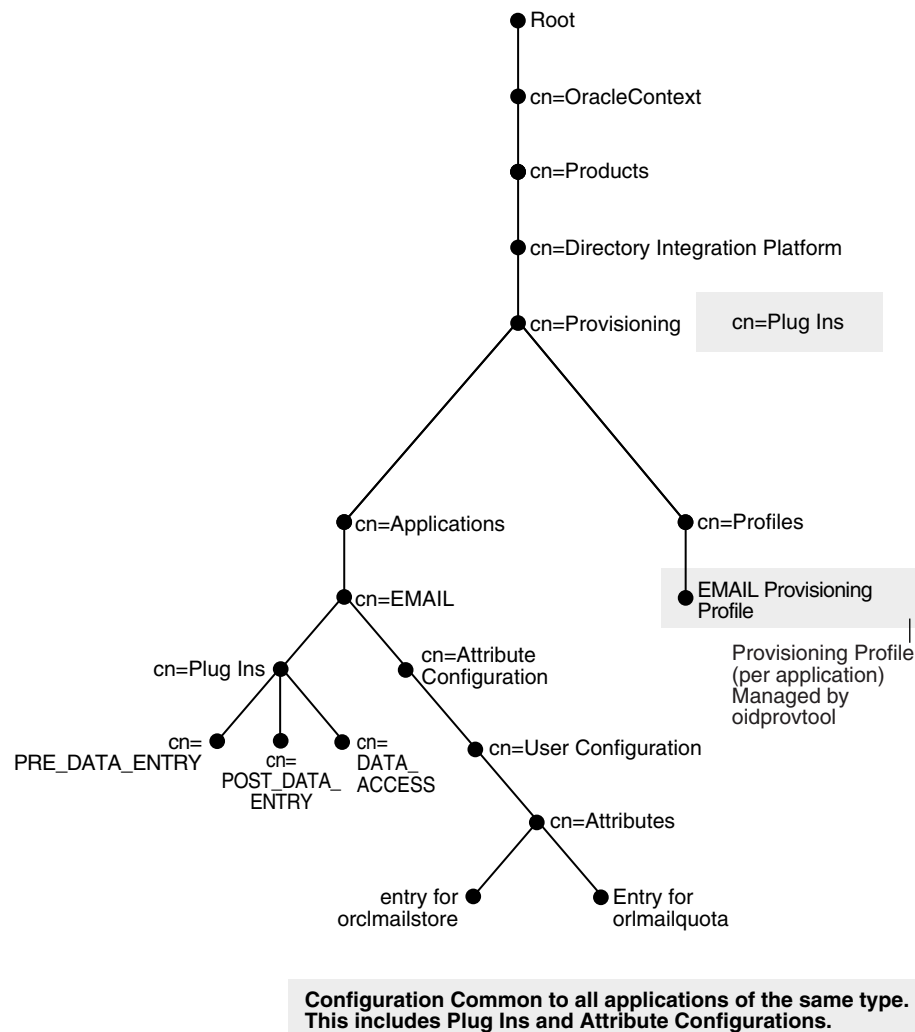 Root
cn=OracleContext
cn=Products
cn=Directory Integration Platform
cn=Provisioning
cn=Plug Ins
cn=Applications
cn=Profiles
cn=EMAIL
EMAIL Provisioning
Profile
Provisioning Profile
(per application)
Managed by
oidprovtool
cn=Plug Ins
cn=Attribute
Configuration
cn=
PRE_DATA_ENTRY
cn=
POST_DATA_
ENTRY
cn=
DATA_
ACCESS
cn=User Configuration
cn=Attributes
entry for
orclmailstore
Entry for
orlmailquota
Configuration Common to all applications of the same type.
This includes Plug Ins and Attribute Configurations.